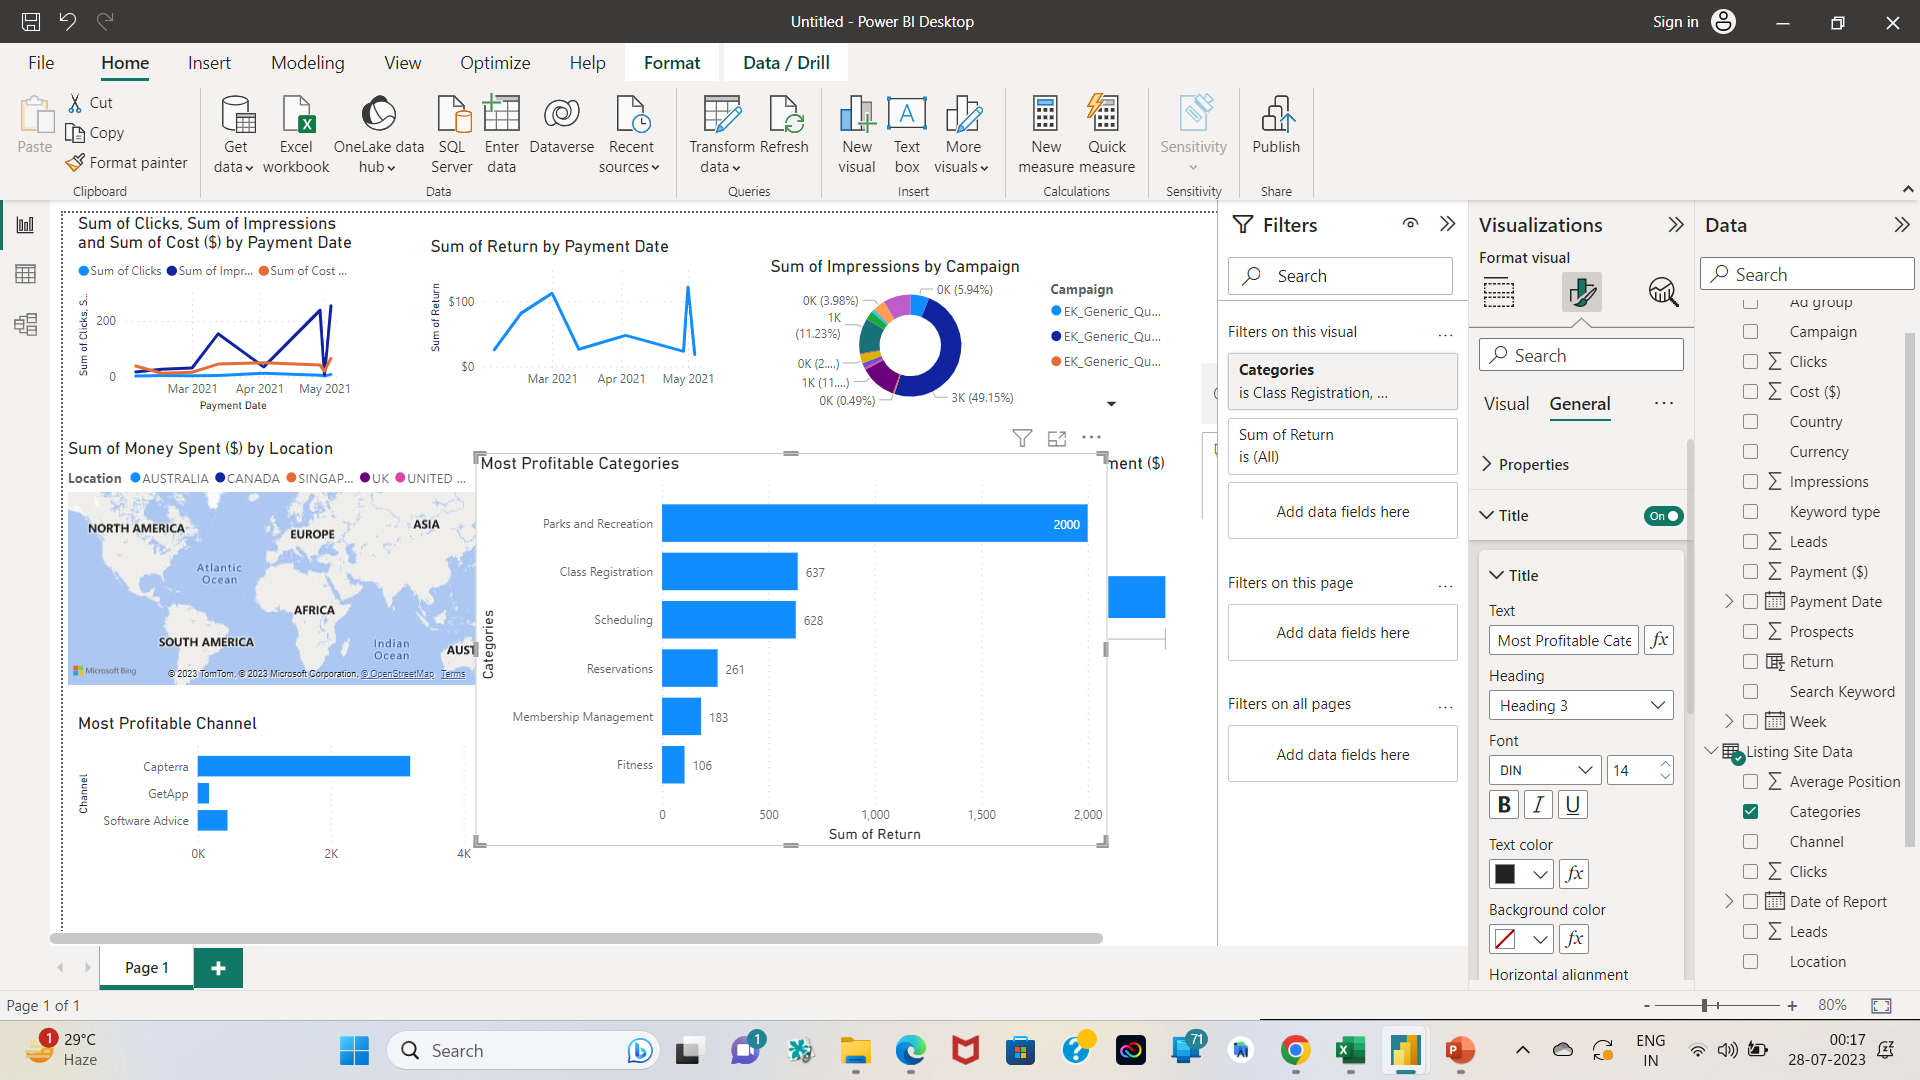 Untitled - Power BI Desktop
Sign in
File
Home
Insert
Modeling
View
Optimize
Help
Format
Data / Drill
Paste
Cut
Copy
Format painter
Clipboard
Get data
Excel workbook
OneLake data hub
SQL Server
Enter data
Dataverse
Recent sources
Data
Transform data
Refresh
Queries
New visual
Text box
More visuals
Insert
New measure
Quick measure
Calculations
Sensitivity
Sensitivity
Publish
Share
Sum of Clicks, Sum of Impressions
and Sum of Cost ($) by Payment Date
Sum of Clicks
Sum of Impr...
Sum of Cost ...
Sum of Clicks, S...
200
0
Mar 2021
Apr 2021
May 2021
Payment Date
Sum of Return by Payment Date
Sum of Return
$100
$0
Mar 2021
Apr 2021
May 2021
Sum of Impressions by Campaign
0K (5.94%)
0K (3.98%)
1K (11.23%)
0K (2....)
1K (11....)
0K (0.49%)
3K (49.15%)
Campaign
EK_Generic_Qu...
EK_Generic_Qu...
EK_Generic_Qu...
Sum of Money Spent ($) by Location
Location
AUSTRALIA
CANADA
SINGAP...
UK
UNITED ...
NORTH AMERICA
EUROPE
ASIA
Atlantic Ocean
AFRICA
SOUTH AMERICA
Indian Ocean
AUST
Microsoft Bing
© 2023 TomTom, © 2023 Microsoft Corporation, © OpenStreetMap Terms
Most Profitable Channel
Channel
Capterra
GetApp
Software Advice
0K
2K
4K
Most Profitable Categories
ment ($)
Categories
Parks and Recreation
2000
Class Registration
637
Scheduling
628
Reservations
261
Membership Management
183
Fitness
106
0
500
1,000
1,500
2,000
Sum of Return
Filters
Search
Filters on this visual
...
Categories
is Class Registration, ...
Sum of Return
is (All)
Add data fields here
Filters on this page
...
Add data fields here
Filters on all pages
...
Add data fields here
Visualizations
Format visual
Search
Visual
General
...
Properties
Title
On
Title
Text
Most Profitable Cate
fx
Heading
Heading 3
Font
DIN
14
B
I
U
Text color
fx
Background color
fx
Horizontal alignment
Data
Search
Ad group
Campaign
Clicks
Cost ($)
Country
Currency
Impressions
Keyword type
Leads
Payment ($)
Payment Date
Prospects
Return
Search Keyword
Week
Listing Site Data
Average Position
Categories
Channel
Clicks
Date of Report
Leads
Location
Page 1
+
Page 1 of 1
- + 80%
1
29°C
Haze
Search
1
71
ENG
IN
00:17
28-07-2023